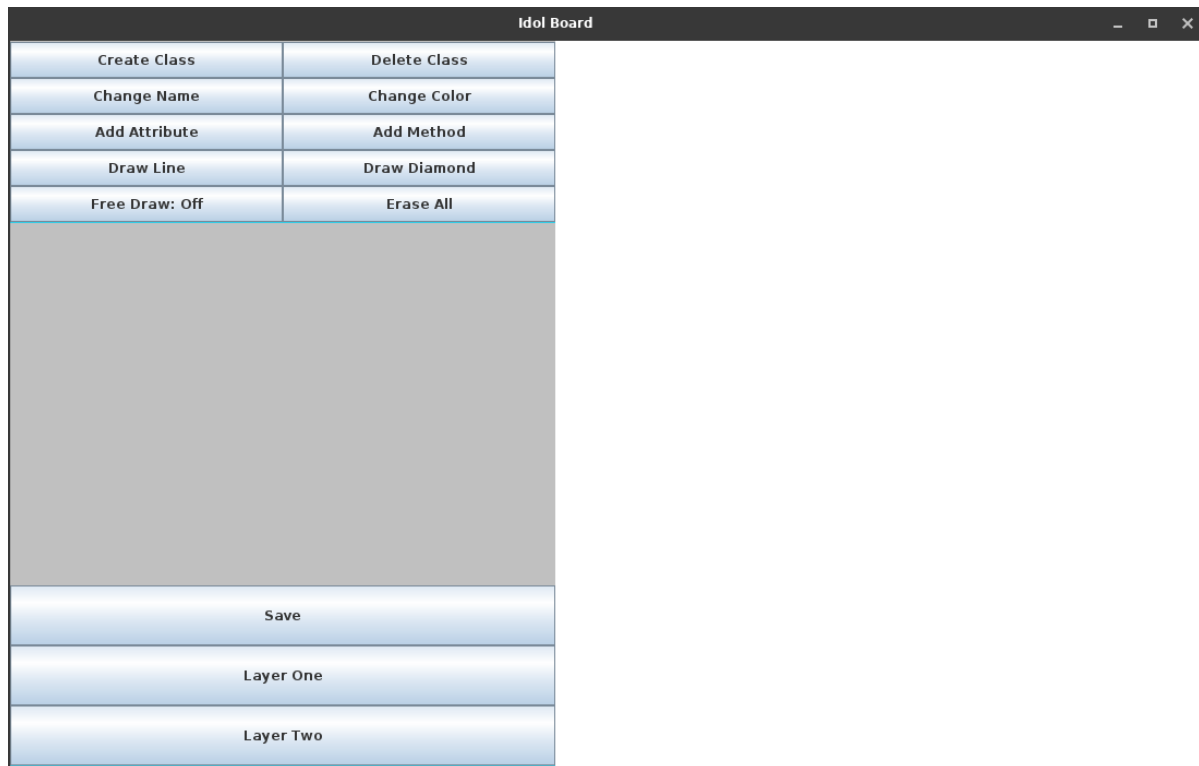 Idol Board
Create Class Delete Class
Change Name Change Color
Add Attribute Add Method
Draw Line Draw Diamond
Free Draw: Off Erase All
Save
Layer One
Layer Two